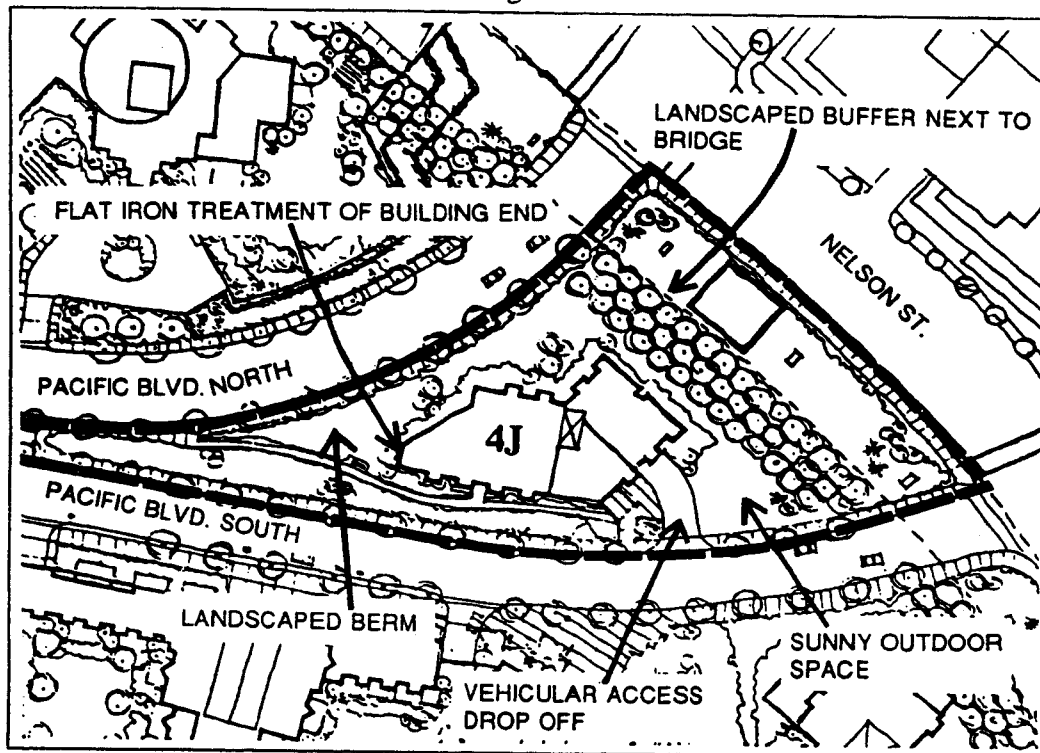 LANDSCAPED BUFFER NEXT TO
BRIDGE
FLAT IRON TREATMENT OF BUILDING END
NELSON ST.
PACIFIC BLVD. NORTH
4J
PACIFIC BLVD. SOUTH
LANDSCAPED BERM
SUNNY OUTDOOR
SPACE
VEHICULAR ACCESS
DROP OFF